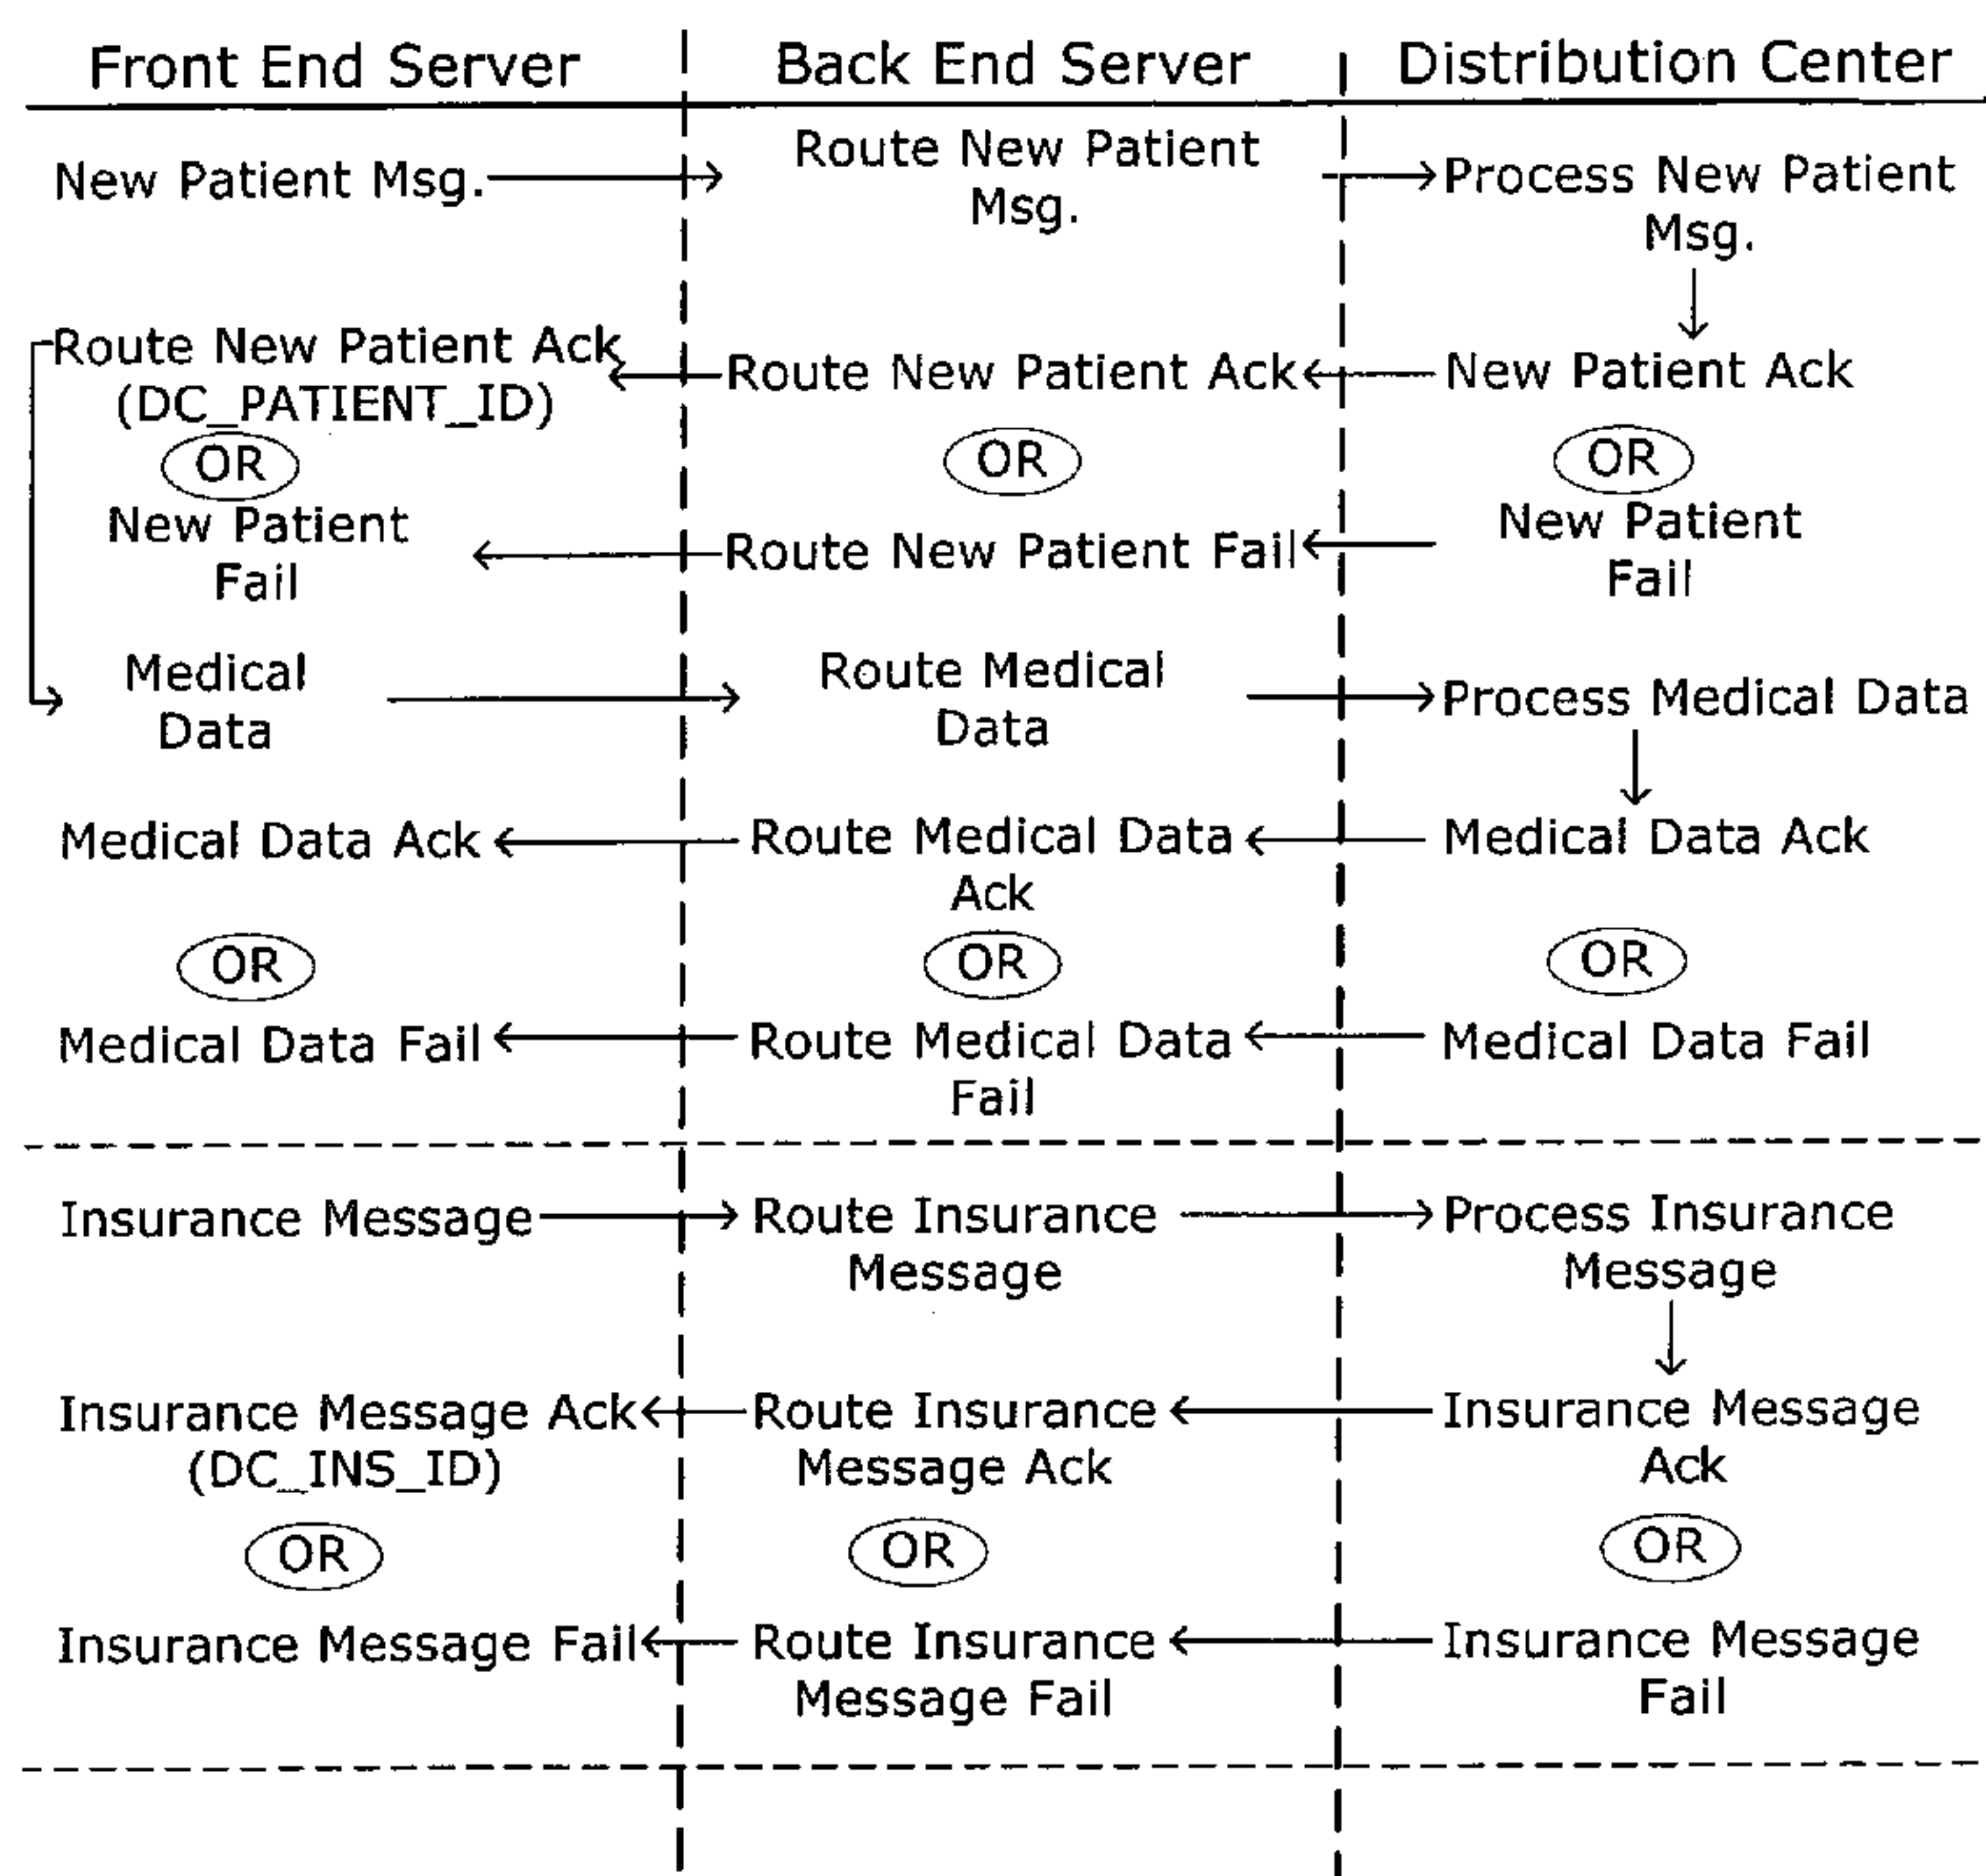 Front End Server
Back End Server
Distribution Center
New Patient Msg.
Route New Patient
Msg.
Process New Patient
Msg.
Route New Patient Ack
(DC_PATIENT_ID)
Route New Patient Ack
New Patient Ack
OR
OR
OR
New Patient
Fail
Route New Patient Fail
New Patient
Fail
Medical
Data
Route Medical
Data
Process Medical Data
Medical Data Ack
Route Medical Data
Ack
Medical Data Ack
OR
OR
OR
Medical Data Fail
Route Medical Data
Fail
Medical Data Fail
Insurance Message
Route Insurance
Message
Process Insurance
Message
Insurance Message Ack
(DC_INS_ID)
Route Insurance
Message Ack
Insurance Message
Ack
OR
OR
OR
Insurance Message Fail
Route Insurance
Message Fail
Insurance Message
Fail